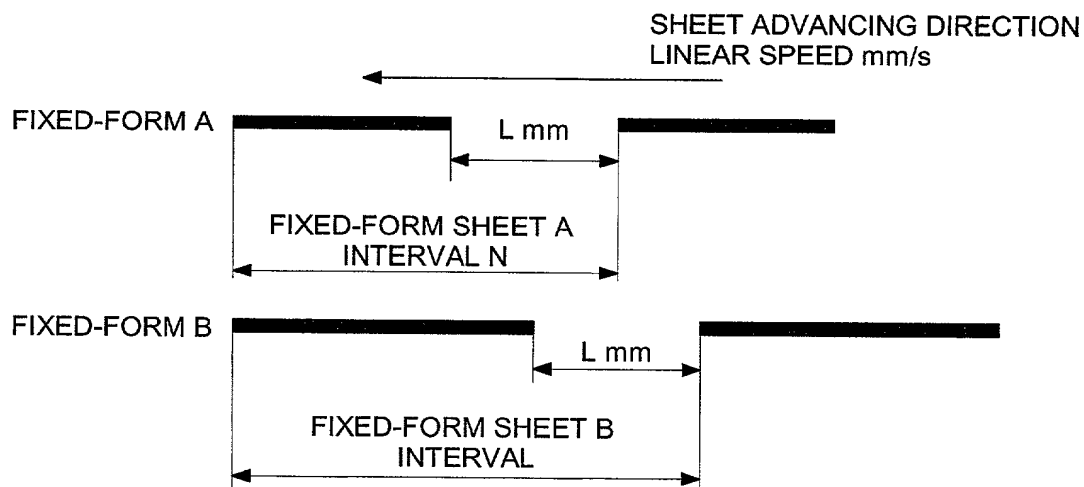 SHEET ADVANCING DIRECTION
LINEAR SPEED mm/s
FIXED-FORM A
L mm
FIXED-FORM SHEET A
INTERVAL N
FIXED-FORM B
L mm
FIXED-FORM SHEET B
INTERVAL